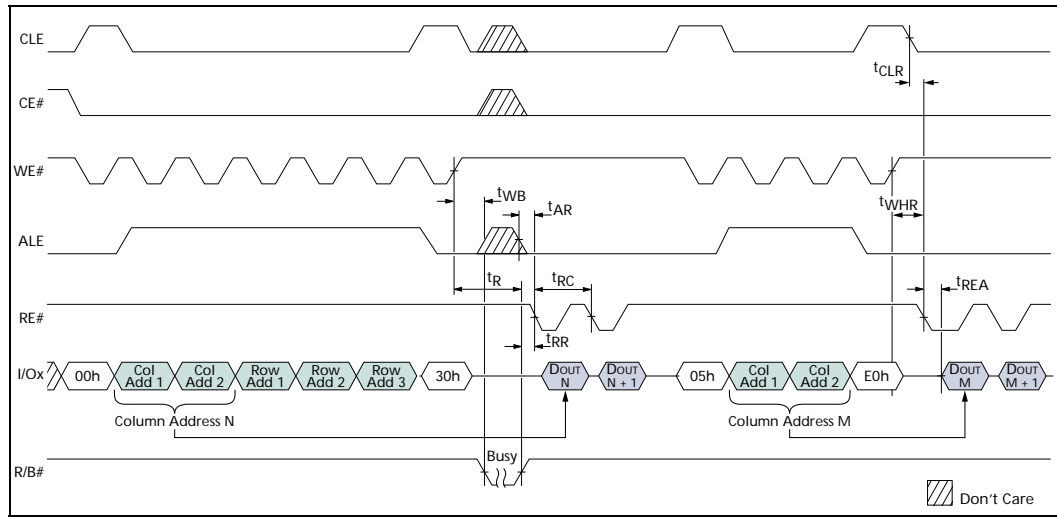 CLE
tCLR
CE#
WE#
tWB
tAR
tWHR
ALE
tR
tRC
tREA
RE#
tRR
I/Ox
00h
Col
Add 1
Col
Add 2
Row
Add 1
Row
Add 2
Row
Add 3
30h
DOUT
N
DOUT
N + 1
05h
Col
Add 1
Col
Add 2
E0h
DOUT
M
DOUT
M + 1
Column Address N
Column Address M
R/B#
Busy
Don't Care